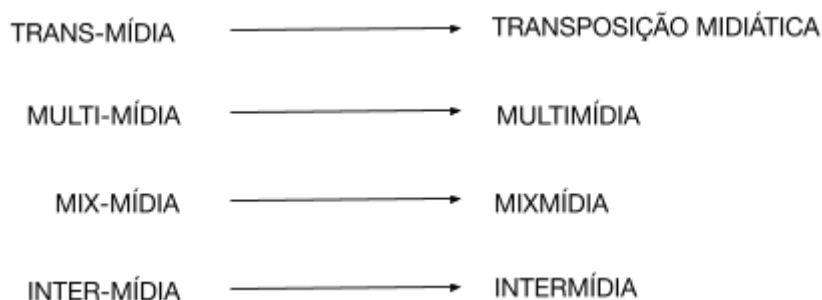 TRANS-MÍDIA TRANSPOSIÇÃO MIDIÁTICA
MULTI-MÍDIA MULTIMÍDIA
MIX-MÍDIA MIXMÍDIA
INTER-MÍDIA INTERMÍDIA